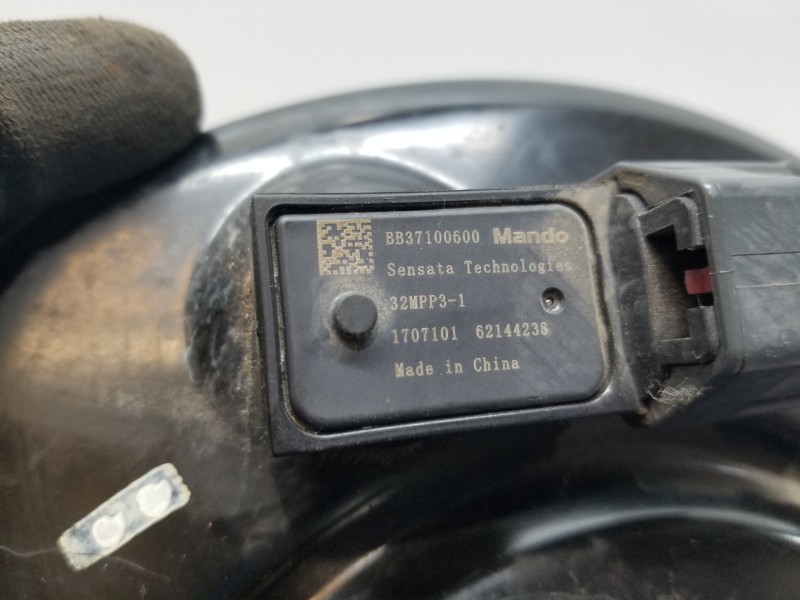 BB37100600 Mando
Sensata Technologies
32MPP3-1
1707101 62144238
Made in China